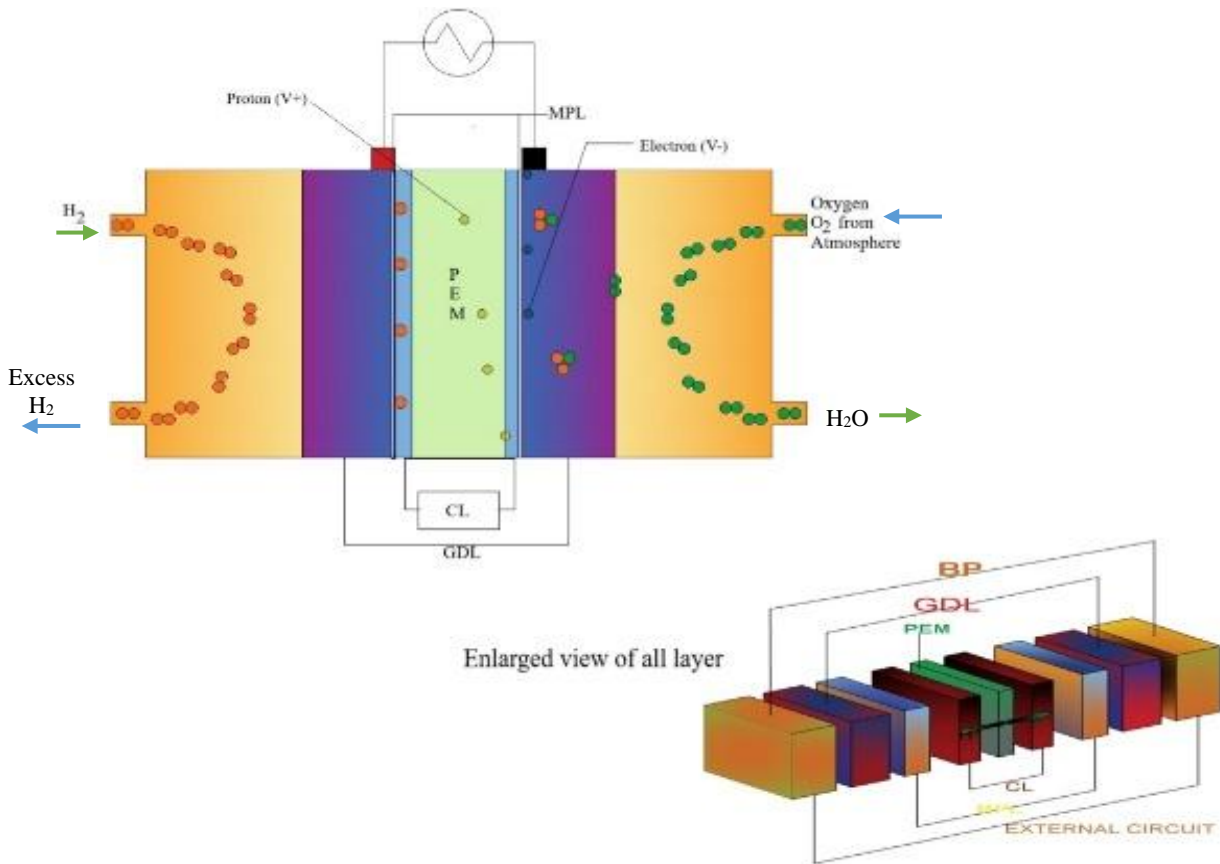 Proton (V+)
MPL
Electron (V-)
H2
Oxygen
O2 from
Atmosphere
P
E
M
Excess
H2
H2O
CL
GDL
BP
GDL
PEM
Enlarged view of all layer
CL
EXTERNAL CIRCUIT